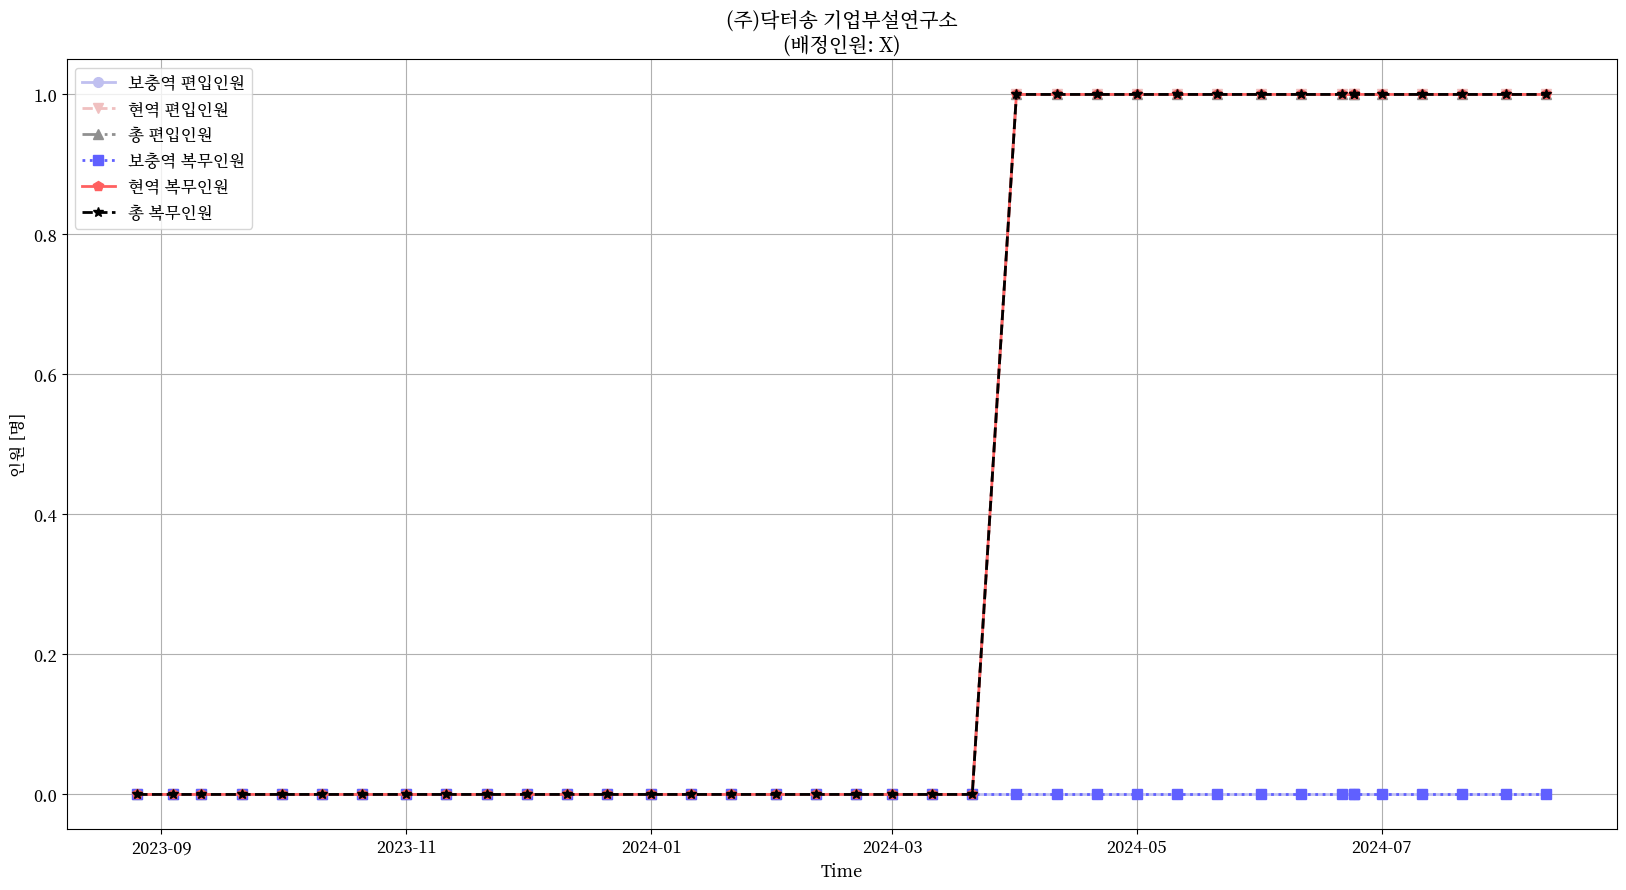 (주)닥터송 기업부설연구소
(배정인원: X)
보충역 편입인원
현역 편입인원
총 편입인원
보충역 복무인원
현역 복무인원
총 복무인원
1.0
0.8
0.6
0.4
0.2
0.0
인원 [명]
2023-09
2023-11
2024-01
2024-03
2024-05
2024-07
Time